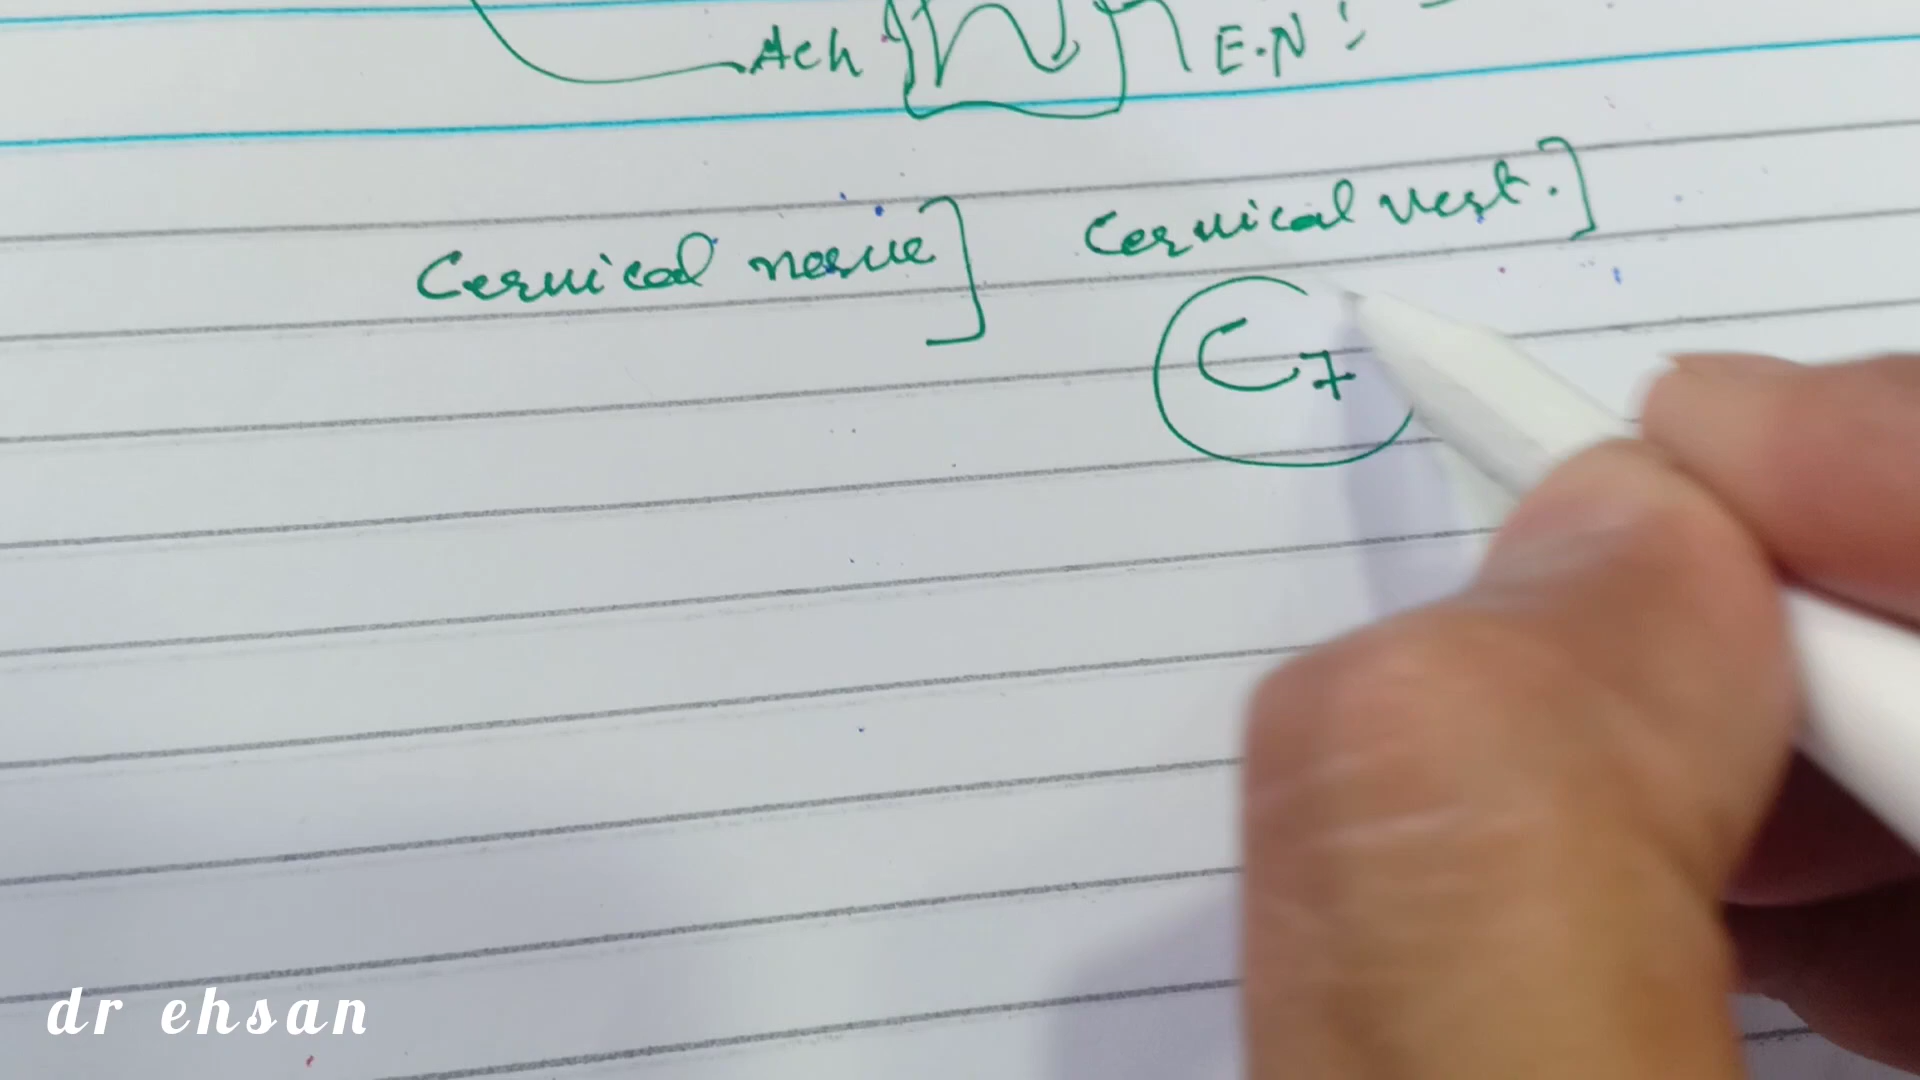 Ach E.N:
Cervical nerve] Cervical vert.]
C7
dr ehsan